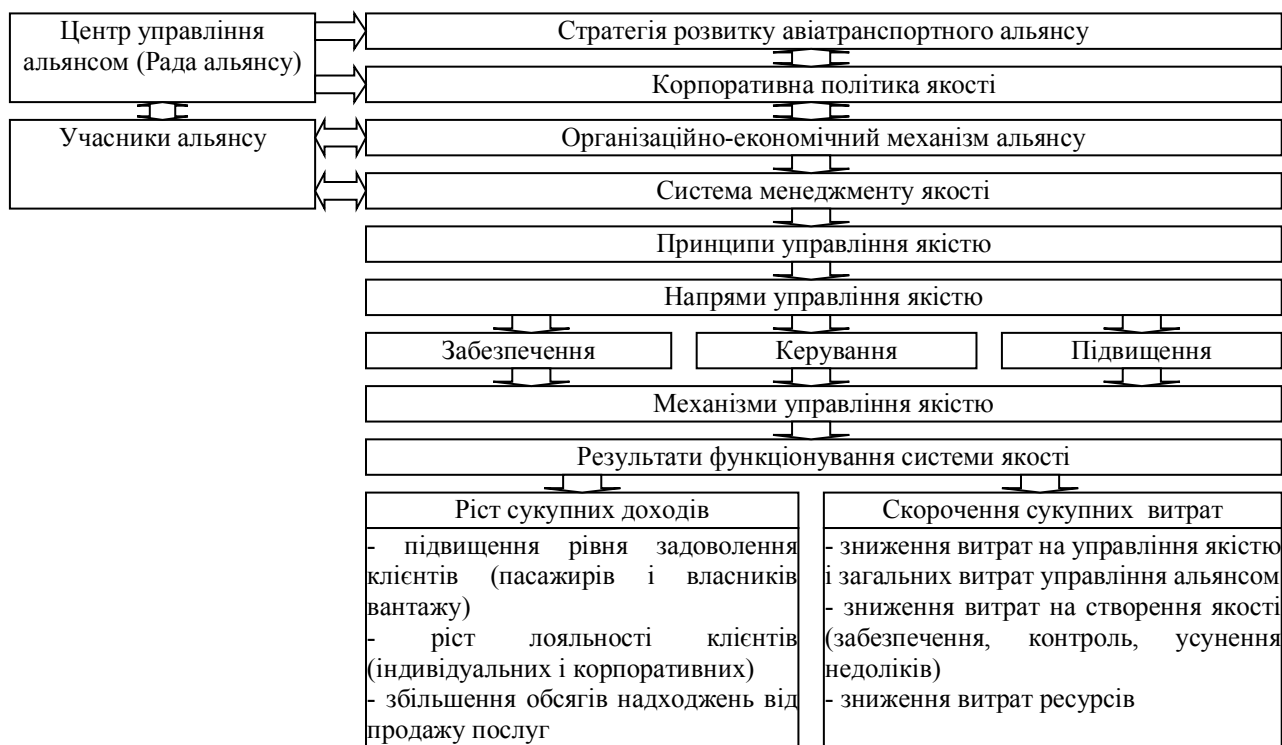 Центр управління
альянсом (Рада альянсу)
Стратегія розвитку авіатранспортного альянсу
Корпоративна політика якості
Учасники альянсу
Організаційно-економічний механізм альянсу
Система менеджменту якості
Принципи управління якістю
Напрями управління якістю
Забезпечення
Керування
Підвищення
Механізми управління якістю
Результати функціонування системи якості
Ріст сукупних доходів
- підвищення рівня задоволення
клієнтів (пасажирів і власників
вантажу)
- ріст лояльності клієнтів
(індивідуальних і корпоративних)
- збільшення обсягів надходжень від
продажу послуг
Скорочення сукупних витрат
- зниження витрат на управління якістю
і загальних витрат управління альянсом
- зниження витрат на створення якості
(забезпечення, контроль, усунення
недоліків)
- зниження витрат ресурсів